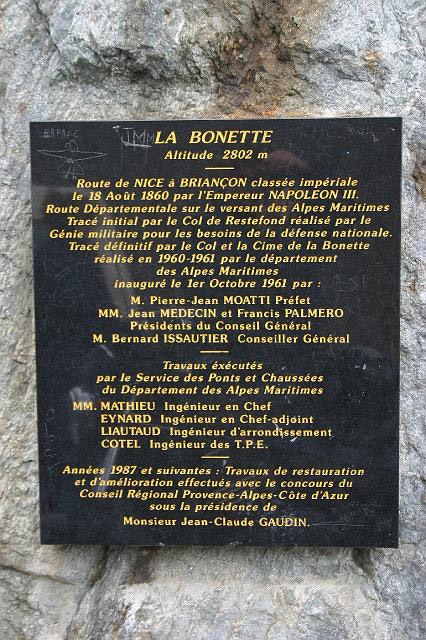 ERPAGE
JMM
LA BONETTE
Altitude 2802 m
Route de NICE à BRIANÇON classée impériale
le 18 Août 1860 par l'Empereur NAPOLEON III.
Route Départementale sur le versant des Alpes Maritimes
Tracé initial par le Col de Restefond réalisé par le
Génie militaire pour les besoins de la défense nationale.
Tracé définitif par le Col et la Cime de la Bonette
réalisé en 1960-1961 par le département
des Alpes Maritimes
inauguré le 1er Octobre 1961 par :
M. Pierre-Jean MOATTI Préfet
MM. Jean MEDECIN et Francis PALMERO
Présidents du Conseil Général
M. Bernard ISSAUTIER Conseiller Général
Travaux éxécutés
par le Service des Ponts et Chaussées
du Département des Alpes Maritimes
MM. MATHIEU Ingénieur en Chef
EYNARD Ingénieur en Chef-adjoint
LIAUTAUD Ingénieur d'arrondissement
COTEL Ingénieur des T.P.E.
Années 1987 et suivantes : Travaux de restauration
et d'amélioration effectués avec le concours du
Conseil Régional Provence-Alpes-Côte d'Azur
sous la présidence de
Monsieur Jean-Claude GAUDIN.